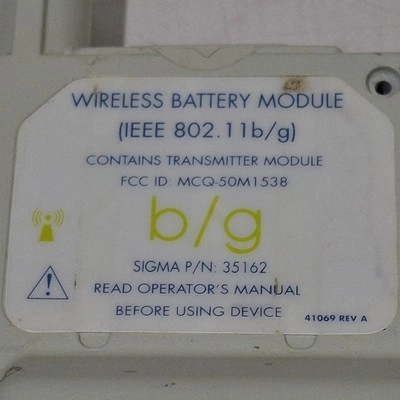 WIRELESS BATTERY MODULE
(IEEE 802.11b/g)
CONTAINS TRANSMITTER MODULE
FCC ID: MCQ-50M1538
b/g
SIGMA P/N: 35162
READ OPERATOR'S MANUAL
BEFORE USING DEVICE
41069 REV A